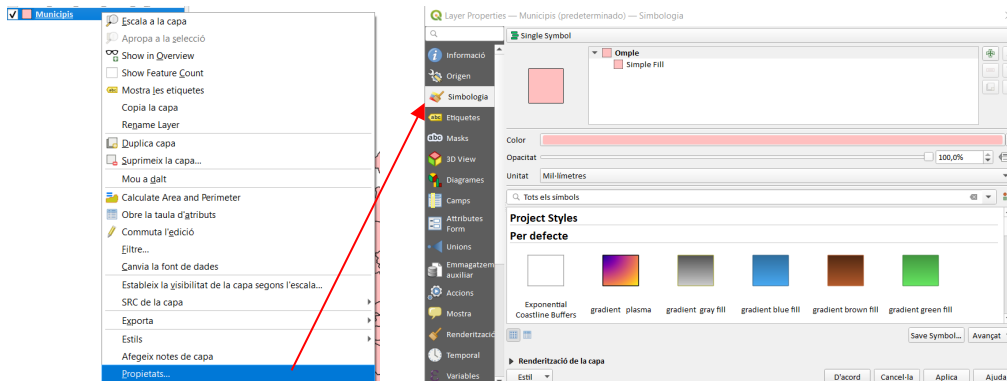 Municipis
Escala a la capa
Apropa a la selecció
Show in Overview
Show Feature Count
Mostra les etiquetes
Copia la capa
Rename Layer
Duplica capa
Suprimeix la capa...
Mou a dalt
Calculate Area and Perimeter
Obre la taula d'atributs
Commuta l'edició
Filtre...
Canvia la font de dades
Estableix la visibilitat de la capa segons l'escala...
SRC de la capa
Exporta
Estils
Afegeix notes de capa
Propietats...
Layer Properties — Municipis (predeterminado) — Simbologia
Informació
Origen
Simbologia
abc Etiquetes
abc Masks
3D View
Diagrames
Camps
Attributes
Form
Unions
Emmagatzem
auxiliar
Accions
Mostra
Renderització
Temporal
Variables
Single Symbol
Omple
Simple Fill
Color
Opacitat 100,0%
Unitat Mil·límetres
Tots els símbols
Project Styles
Per defecte
Exponential
Coastline Buffers
gradient plasma
gradient gray fill
gradient blue fill
gradient brown fill
gradient green fill
Save Symbol... Avançat
Renderització de la capa
Estil D'acord Cancel·la Aplica Ajuda